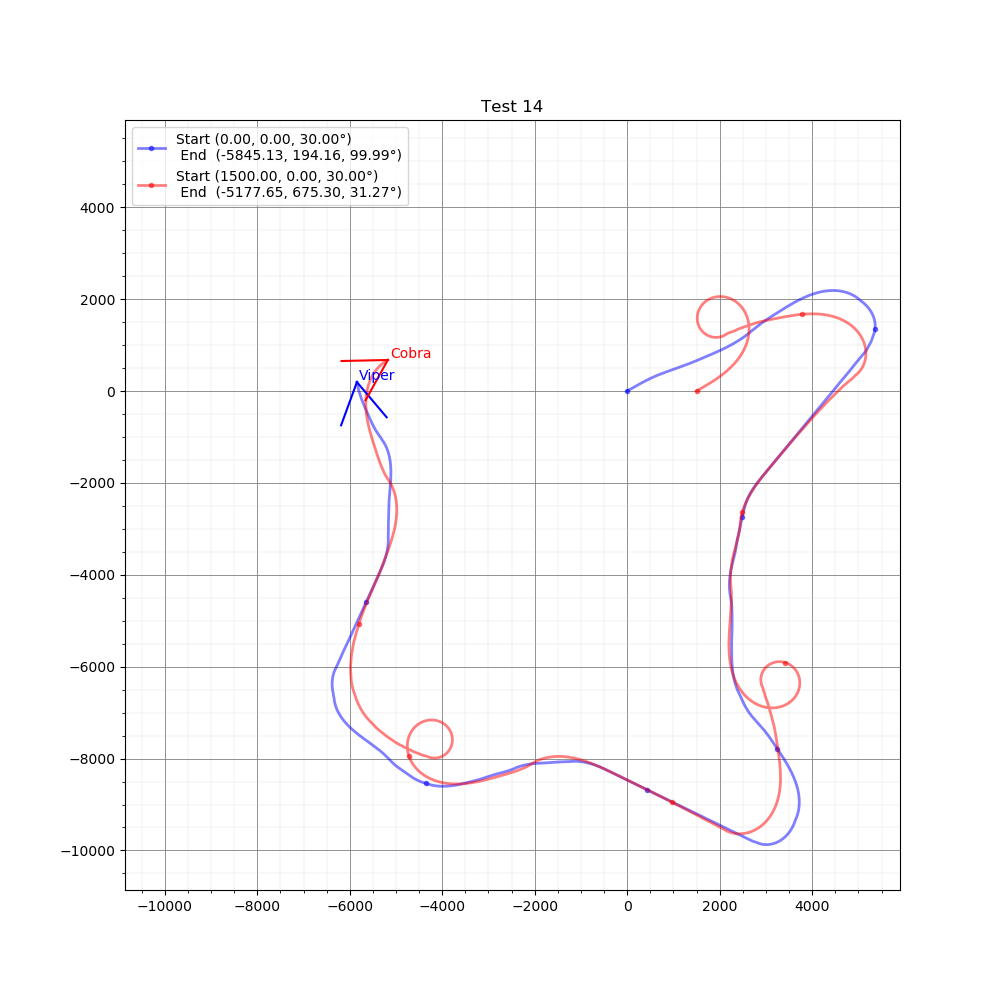 Test 14
Start (0.00, 0.00, 30.00°)
End (-5845.13, 194.16, 99.99°)
Start (1500.00, 0.00, 30.00°)
End (-5177.65, 675.30, 31.27°)
4000
2000
0
−2000
−4000
−6000
−8000
−10000
Cobra
Viper
−10000 −8000 −6000 −4000 −2000 0 2000 4000